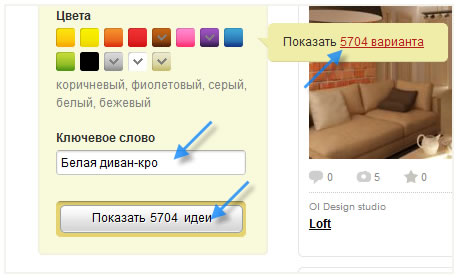 Цвета
Показать 5704 варианта
коричневый, фиолетовый, серый,
белый, бежевый
Ключевое слово
Белая диван-кро
Показать 5704 идеи
0 5 0
OI Design studio
Loft